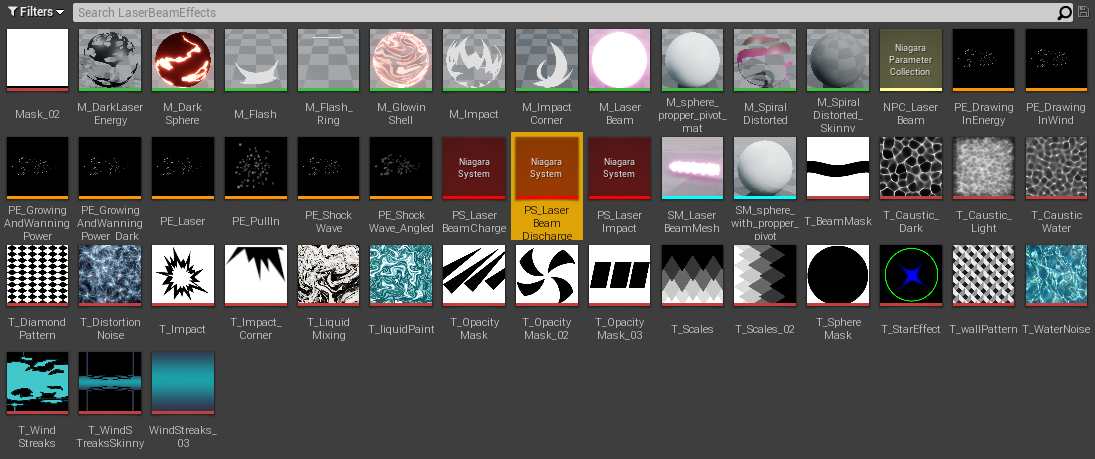 Filters
Search LaserBeamEffects
Niagara
Parameter
Collection
Mask_02
M_DarkLaser
Energy
M_Dark
Sphere
M_Flash
M_Flash_
Ring
M_Glowin
Shell
M_Impact
M_Impact
Corner
M_Laser
Beam
M_sphere_
propper_pivot_
mat
M_Spiral
Distorted
M_Spiral
Distorted_
Skinny
NPC_Laser
Beam
PE_Drawing
InEnergy
PE_Drawing
InWind
Niagara
System
Niagara
System
Niagara
System
PE_Growing
AndWanning
Power
PE_Growing
AndWanning
Power_Dark
PE_Laser
PE_PullIn
PE_Shock
Wave
PE_Shock
Wave_Angled
PS_Laser
BeamCharge
PS_Laser
Beam
Discharge
PS_Laser
Impact
SM_Laser
BeamMesh
SM_sphere_
with_propper_
pivot
T_BeamMask
T_Caustic_
Dark
T_Caustic_
Light
T_Caustic
Water
T_Diamond
Pattern
T_Distortion
Noise
T_Impact
T_Impact_
Corner
T_Liquid
Mixing
T_liquidPaint
T_Opacity
Mask
T_Opacity
Mask_02
T_Opacity
Mask_03
T_Scales
T_Scales_02
T_Sphere
Mask
T_StarEffect
T_wallPattern
T_WaterNoise
T_Wind
Streaks
T_WindS
TreaksSkinny
WindStreaks_
03